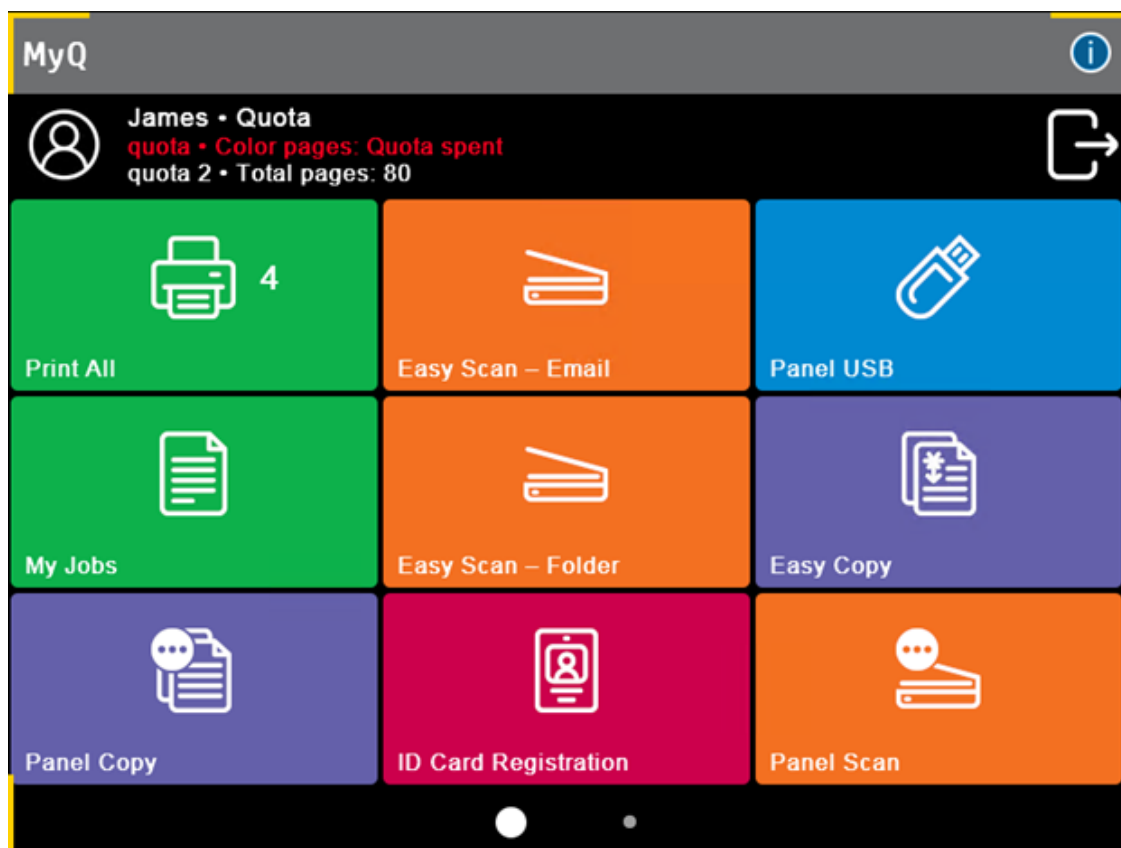 MyQ
i
James • Quota
quota • Color pages: Quota spent
quota 2 • Total pages: 80
4
Print All
Easy Scan – Email
Panel USB
My Jobs
Easy Scan – Folder
Easy Copy
Panel Copy
ID Card Registration
Panel Scan